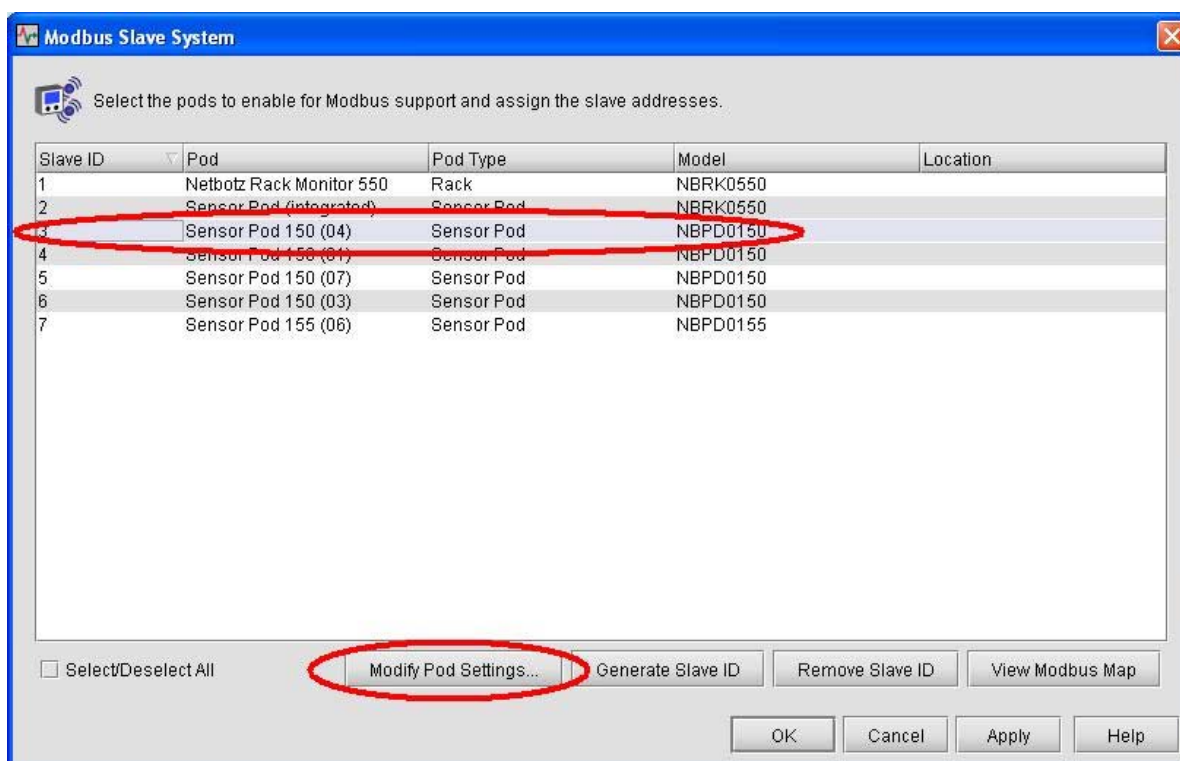 Modbus Slave System
Select the pods to enable for Modbus support and assign the slave addresses.
Slave ID Pod Pod Type Model Location
1 Netbotz Rack Monitor 550 Rack NBRK0550
2 Sensor Pod (integrated) Sensor Pod NBRK0550
3 Sensor Pod 150 (04) Sensor Pod NBPD0150
4 Sensor Pod 150 (01) Sensor Pod NBPD0150
5 Sensor Pod 150 (07) Sensor Pod NBPD0150
6 Sensor Pod 150 (03) Sensor Pod NBPD0150
7 Sensor Pod 155 (06) Sensor Pod NBPD0155
Select/Deselect All Modify Pod Settings... Generate Slave ID Remove Slave ID View Modbus Map
OK Cancel Apply Help